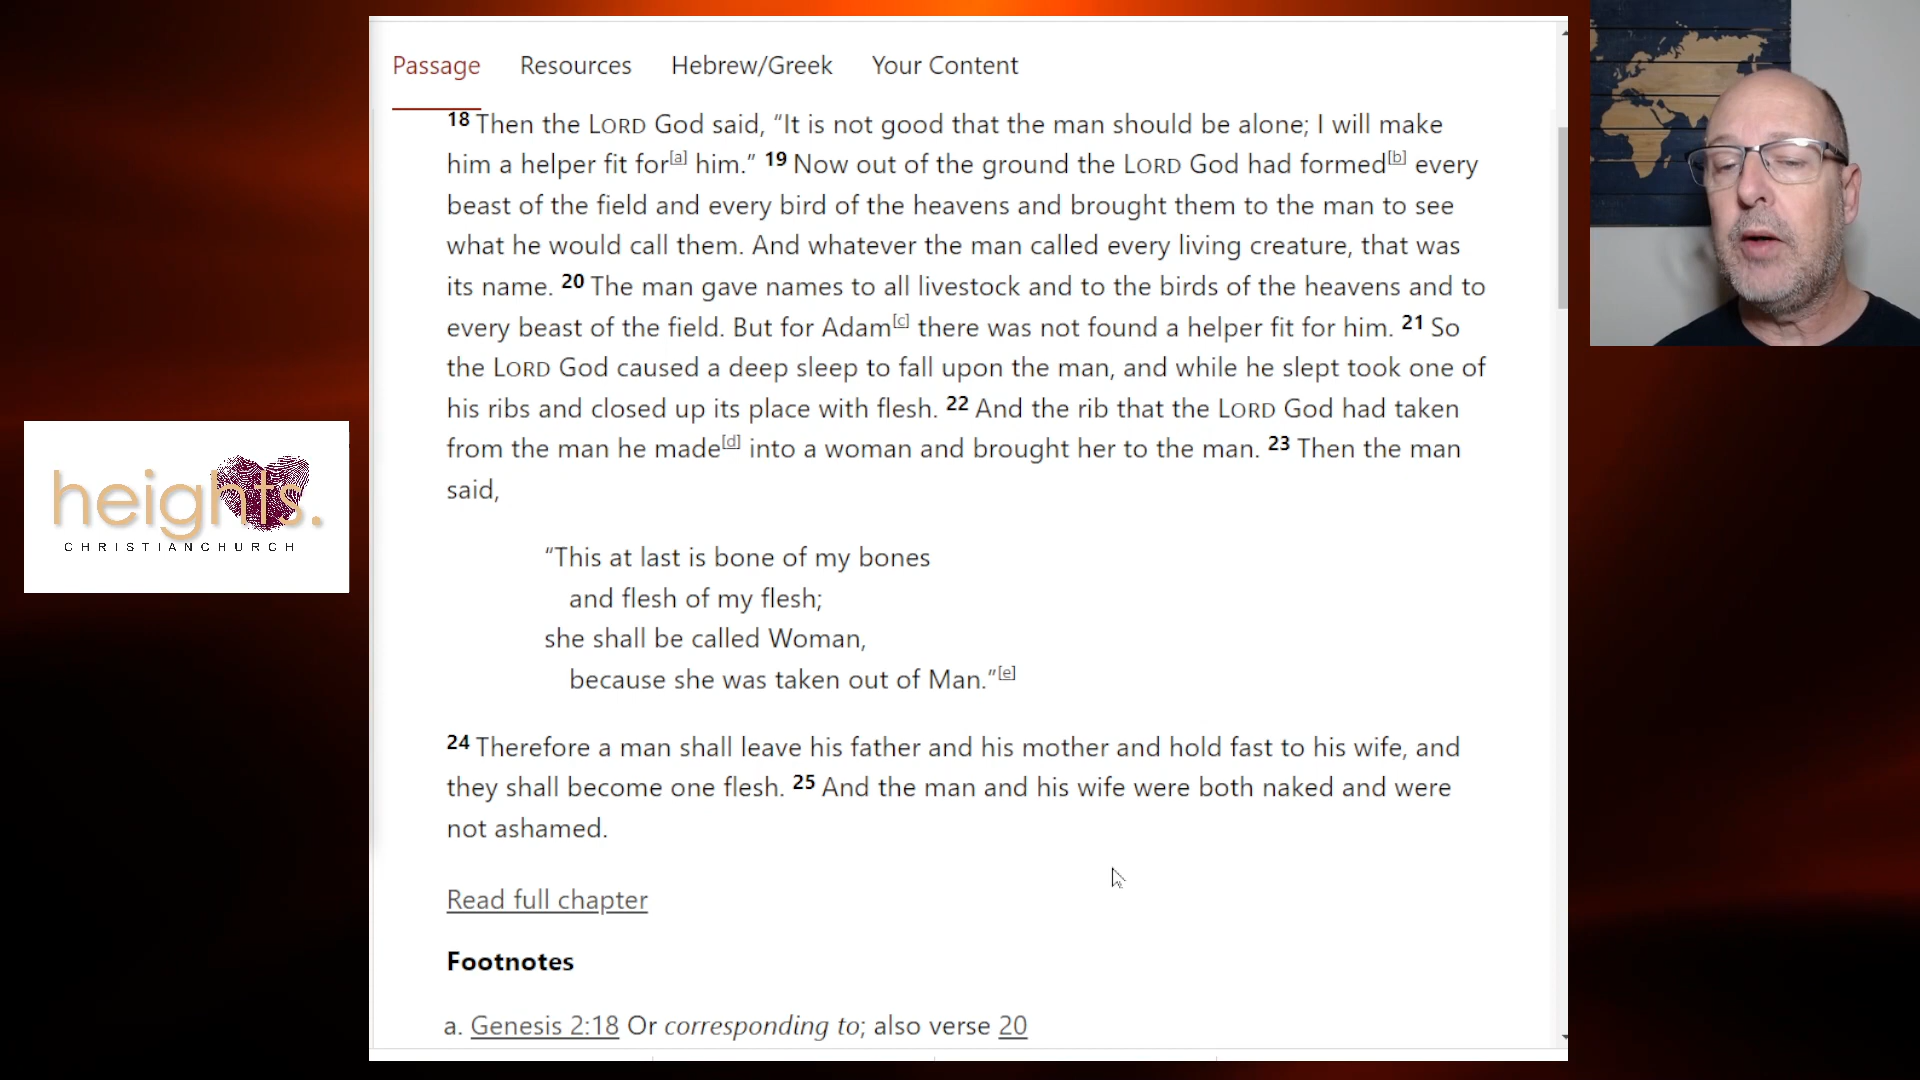 Passage Resources Hebrew/Greek Your Content
18 Then the LORD God said, “It is not good that the man should be alone; I will make
him a helper fit for[a] him.” 19 Now out of the ground the LORD God had formed[b] every
beast of the field and every bird of the heavens and brought them to the man to see
what he would call them. And whatever the man called every living creature, that was
its name. 20 The man gave names to all livestock and to the birds of the heavens and to
every beast of the field. But for Adam[c] there was not found a helper fit for him. 21 So
the LORD God caused a deep sleep to fall upon the man, and while he slept took one of
his ribs and closed up its place with flesh. 22 And the rib that the LORD God had taken
from the man he made[d] into a woman and brought her to the man. 23 Then the man
said,
“This at last is bone of my bones
and flesh of my flesh;
she shall be called Woman,
because she was taken out of Man.”[e]
24 Therefore a man shall leave his father and his mother and hold fast to his wife, and
they shall become one flesh. 25 And the man and his wife were both naked and were
not ashamed.
Read full chapter
Footnotes
a. Genesis 2:18 Or corresponding to; also verse 20
heights.
CHRISTIANCHURCH